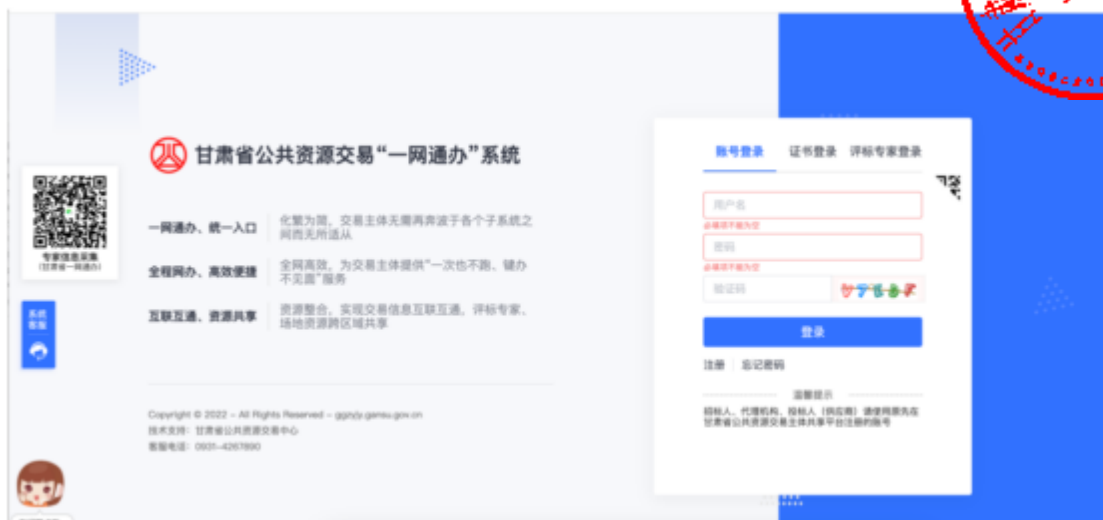 甘肃省公共资源交易“一网通办”系统
一网通办、统一入口
化繁为简，交易主体无需再奔波于各个子系统之
间而无所适从
全程网办、高效便捷
全网高效，为交易主体提供“一次也不跑、键办
不见面”服务
互联互通、资源共享
资源整合，实现交易信息互联互通，评标专家、
场地资源跨区域共享
Copyright © 2022 – All Rights Reserved – ggzyjy.gansu.gov.cn
技术支持：甘肃省公共资源交易中心
客服电话：0931–4267890
专家信息采集
(甘肃省一网通办)
系统
客服
账号登录 证书登录 评标专家登录
用户名
必填项不能为空
密码
必填项不能为空
验证码
登录
注册 忘记密码
温馨提示
招标人、代理机构、投标人（供应商）请使用原先在
甘肃省公共资源交易主体共享平台注册的账号